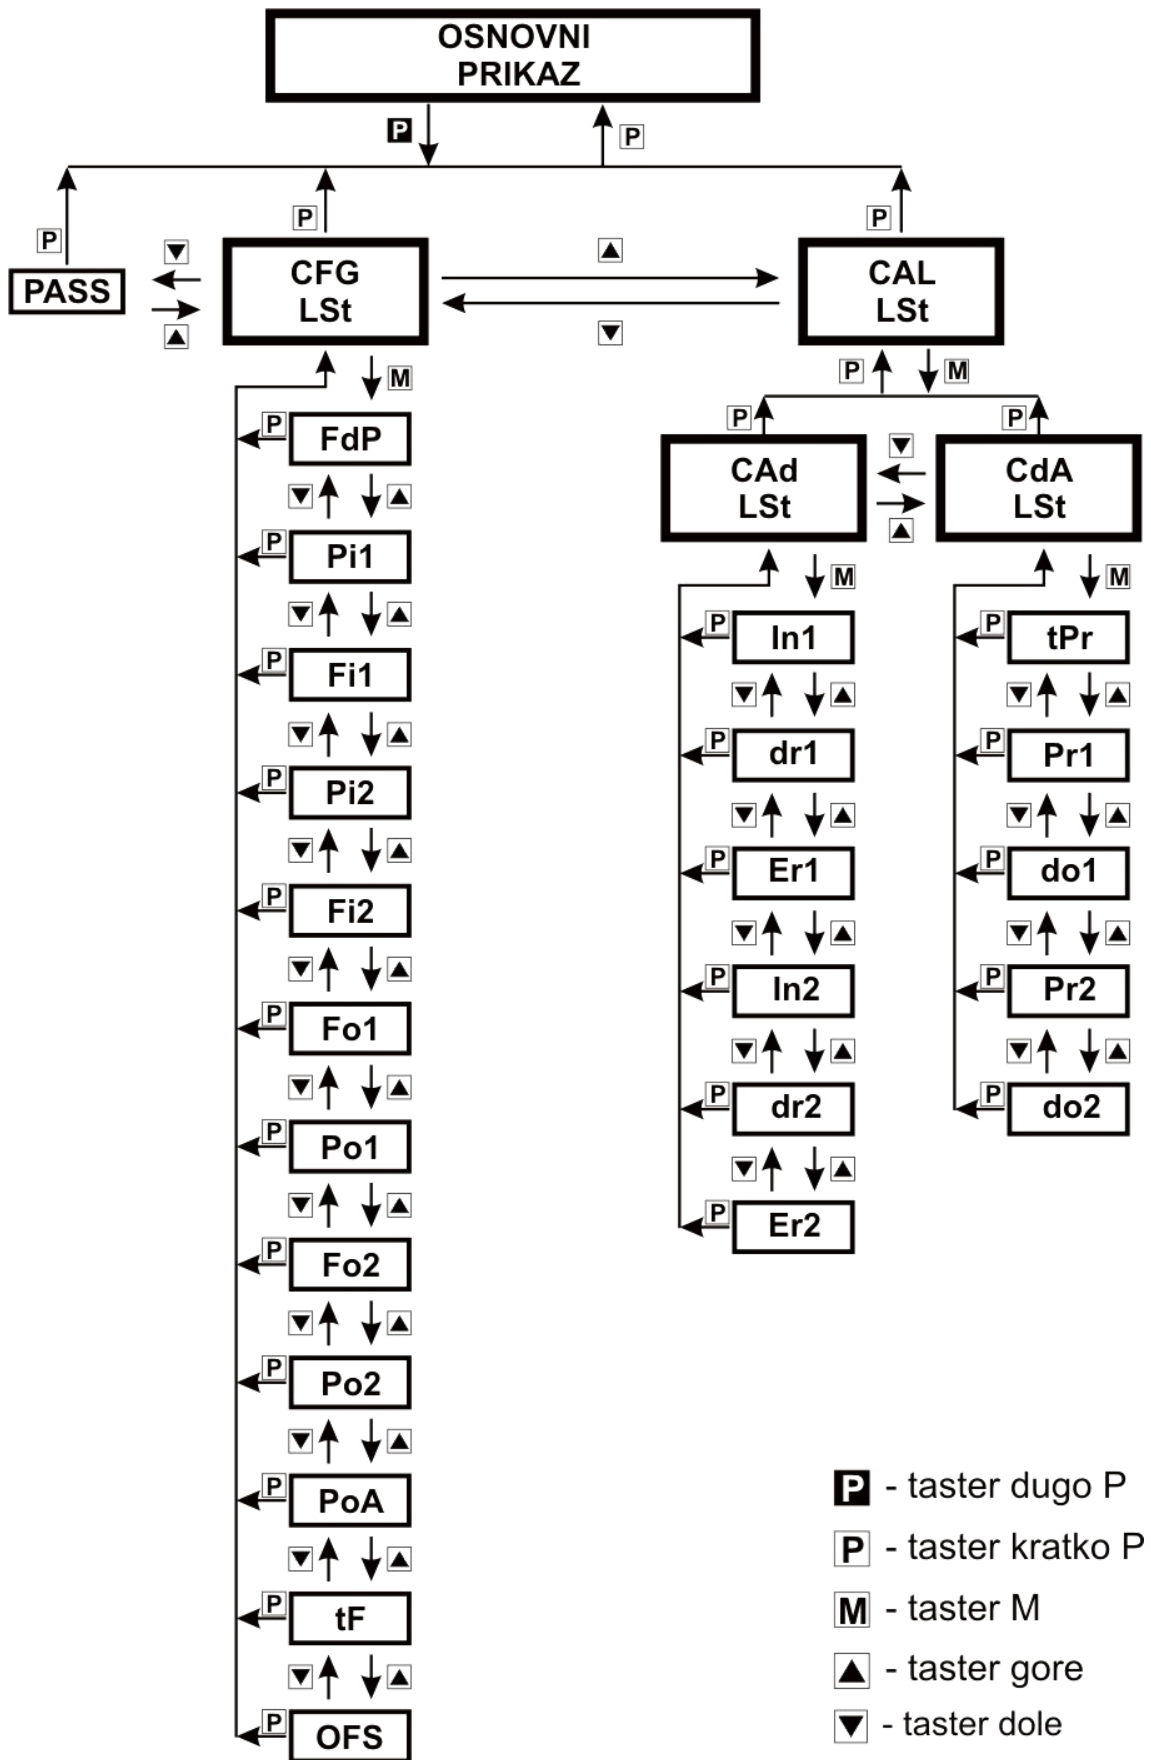 OSNOVNI
PRIKAZ
P
P
P
P
P
PASS
▼
▲
CFG
LSt
▲
▼
CAL
LSt
M
P
M
P
P
CAd
LSt
▼
▲
CdA
LSt
M
M
P
FdP
▼
▲
P
Pi1
▼
▲
P
Fi1
▼
▲
P
Pi2
▼
▲
P
Fi2
▼
▲
P
Fo1
▼
▲
P
Po1
▼
▲
P
Fo2
▼
▲
P
Po2
▼
▲
P
PoA
▼
▲
P
tF
▼
▲
P
OFS
P
In1
▼
▲
P
dr1
▼
▲
P
Er1
▼
▲
P
In2
▼
▲
P
dr2
▼
▲
P
Er2
P
tPr
▼
▲
P
Pr1
▼
▲
P
do1
▼
▲
P
Pr2
▼
▲
P
do2
P - taster dugo P
P - taster kratko P
M - taster M
▲ - taster gore
▼ - taster dole